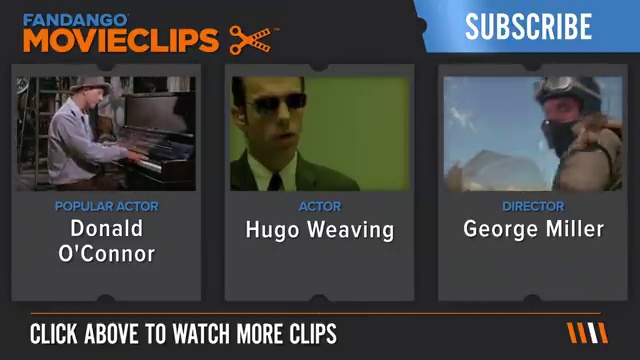 FANDANGO
MOVIECLIPS
SUBSCRIBE
POPULAR ACTOR
Donald
O'Connor
ACTOR
Hugo Weaving
DIRECTOR
George Miller
CLICK ABOVE TO WATCH MORE CLIPS